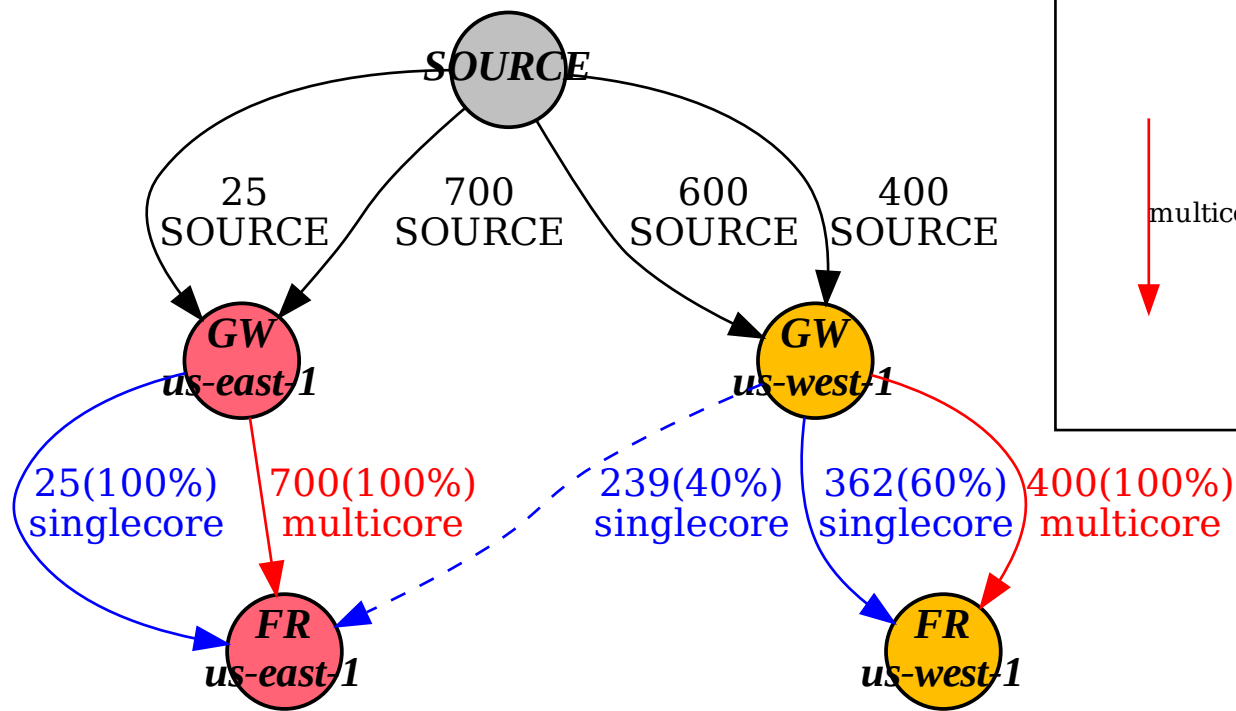 SOURCE
25
SOURCE
700
SOURCE
600
SOURCE
400
SOURCE
GW
us-east-1
GW
us-west-1
25(100%)
singlecore
700(100%)
multicore
239(40%)
singlecore
362(60%)
singlecore
400(100%)
multicore
FR
us-east-1
FR
us-west-1